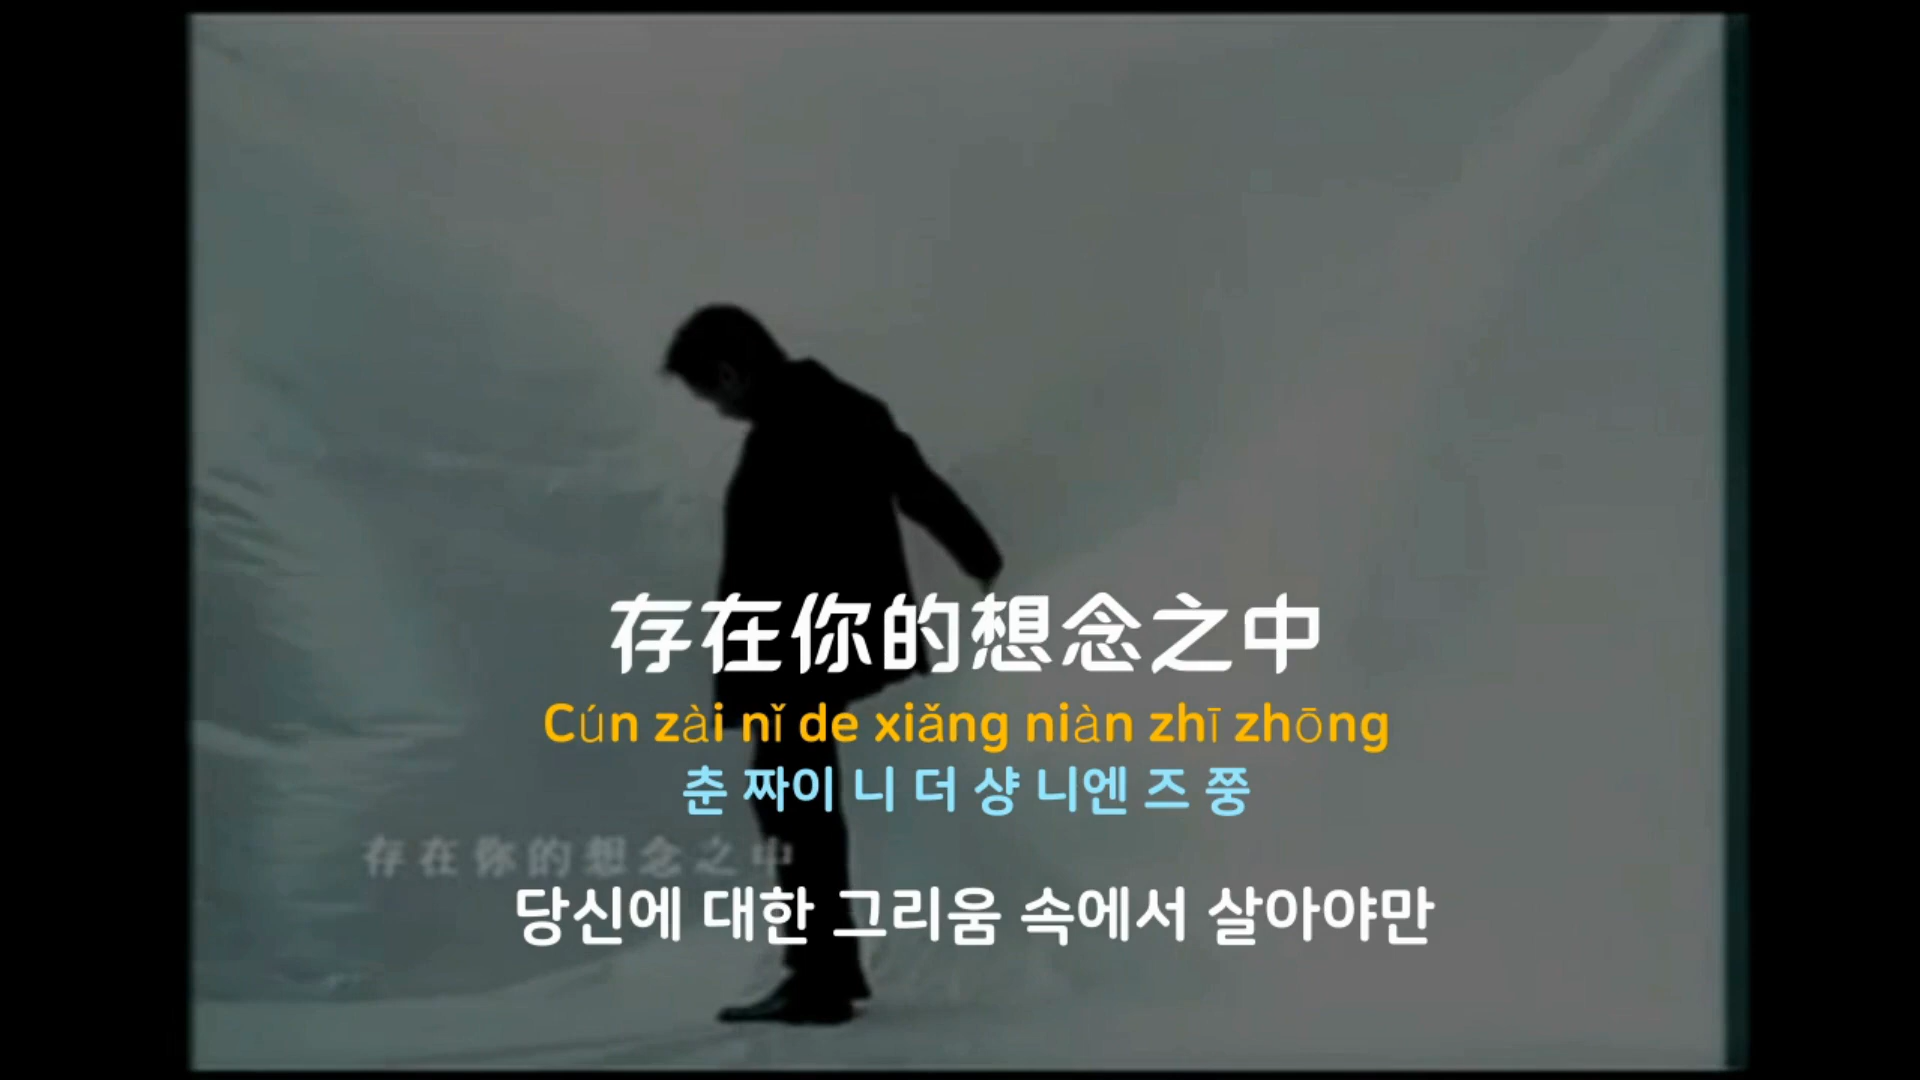 存在你的想念之中
Cún zài nǐ de xiǎng niàn zhī zhōng
춘 짜이 니 더 샹 니엔 즈 쭝
存在你的想念之中
당신에 대한 그리움 속에서 살아야만